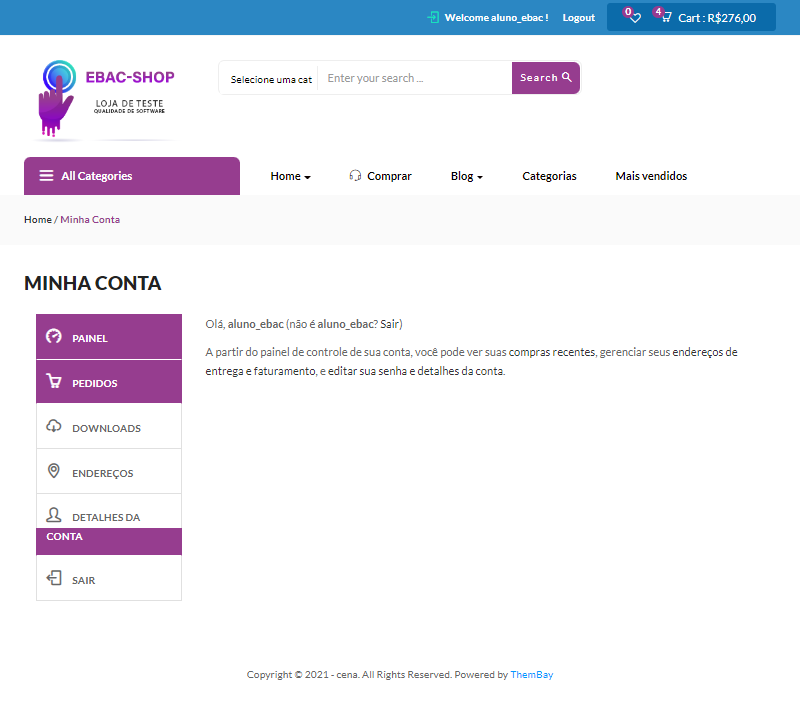 Welcome aluno_ebac !
Logout
0
4
Cart : R$276,00
EBAC-SHOP
LOJA DE TESTE
QUALIDADE DE SOFTWARE
Selecione uma cat
Enter your search ...
Search
All Categories
Home
Comprar
Blog
Categorias
Mais vendidos
Home / Minha Conta
MINHA CONTA
PAINEL
PEDIDOS
DOWNLOADS
ENDEREÇOS
DETALHES DA
CONTA
SAIR
Olá, aluno_ebac (não é aluno_ebac? Sair)
A partir do painel de controle de sua conta, você pode ver suas compras recentes, gerenciar seus endereços de
entrega e faturamento, e editar sua senha e detalhes da conta.
Copyright © 2021 - cena. All Rights Reserved. Powered by ThemBay